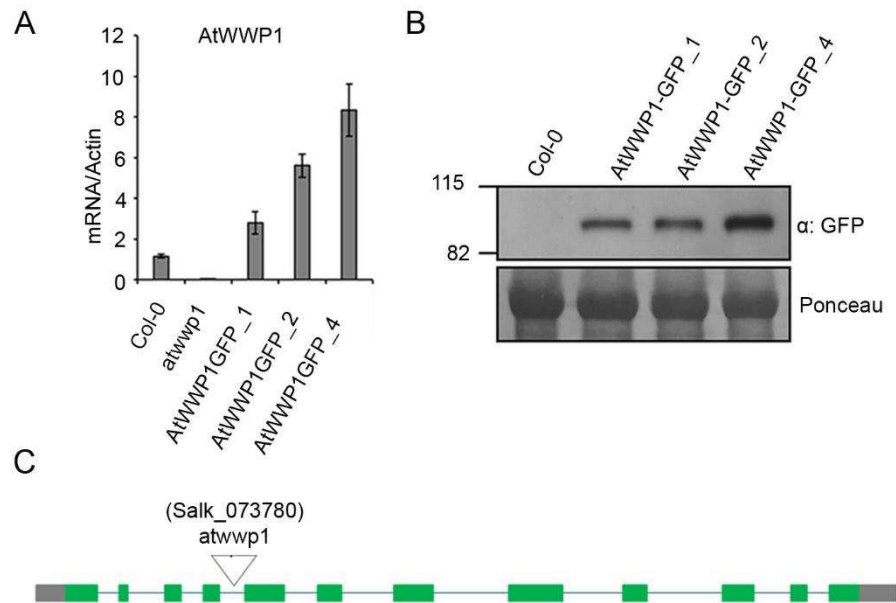 A
AtWWP1
mRNA/Actin
12
10
8
6
4
2
0
Col-0
atwwp1
AtWWP1GFP_1
AtWWP1GFP_2
AtWWP1GFP_4
B
Col-0
AtWWP1-GFP_1
AtWWP1-GFP_2
AtWWP1-GFP_4
115
82
α: GFP
Ponceau
C
(Salk_073780)
atwwp1